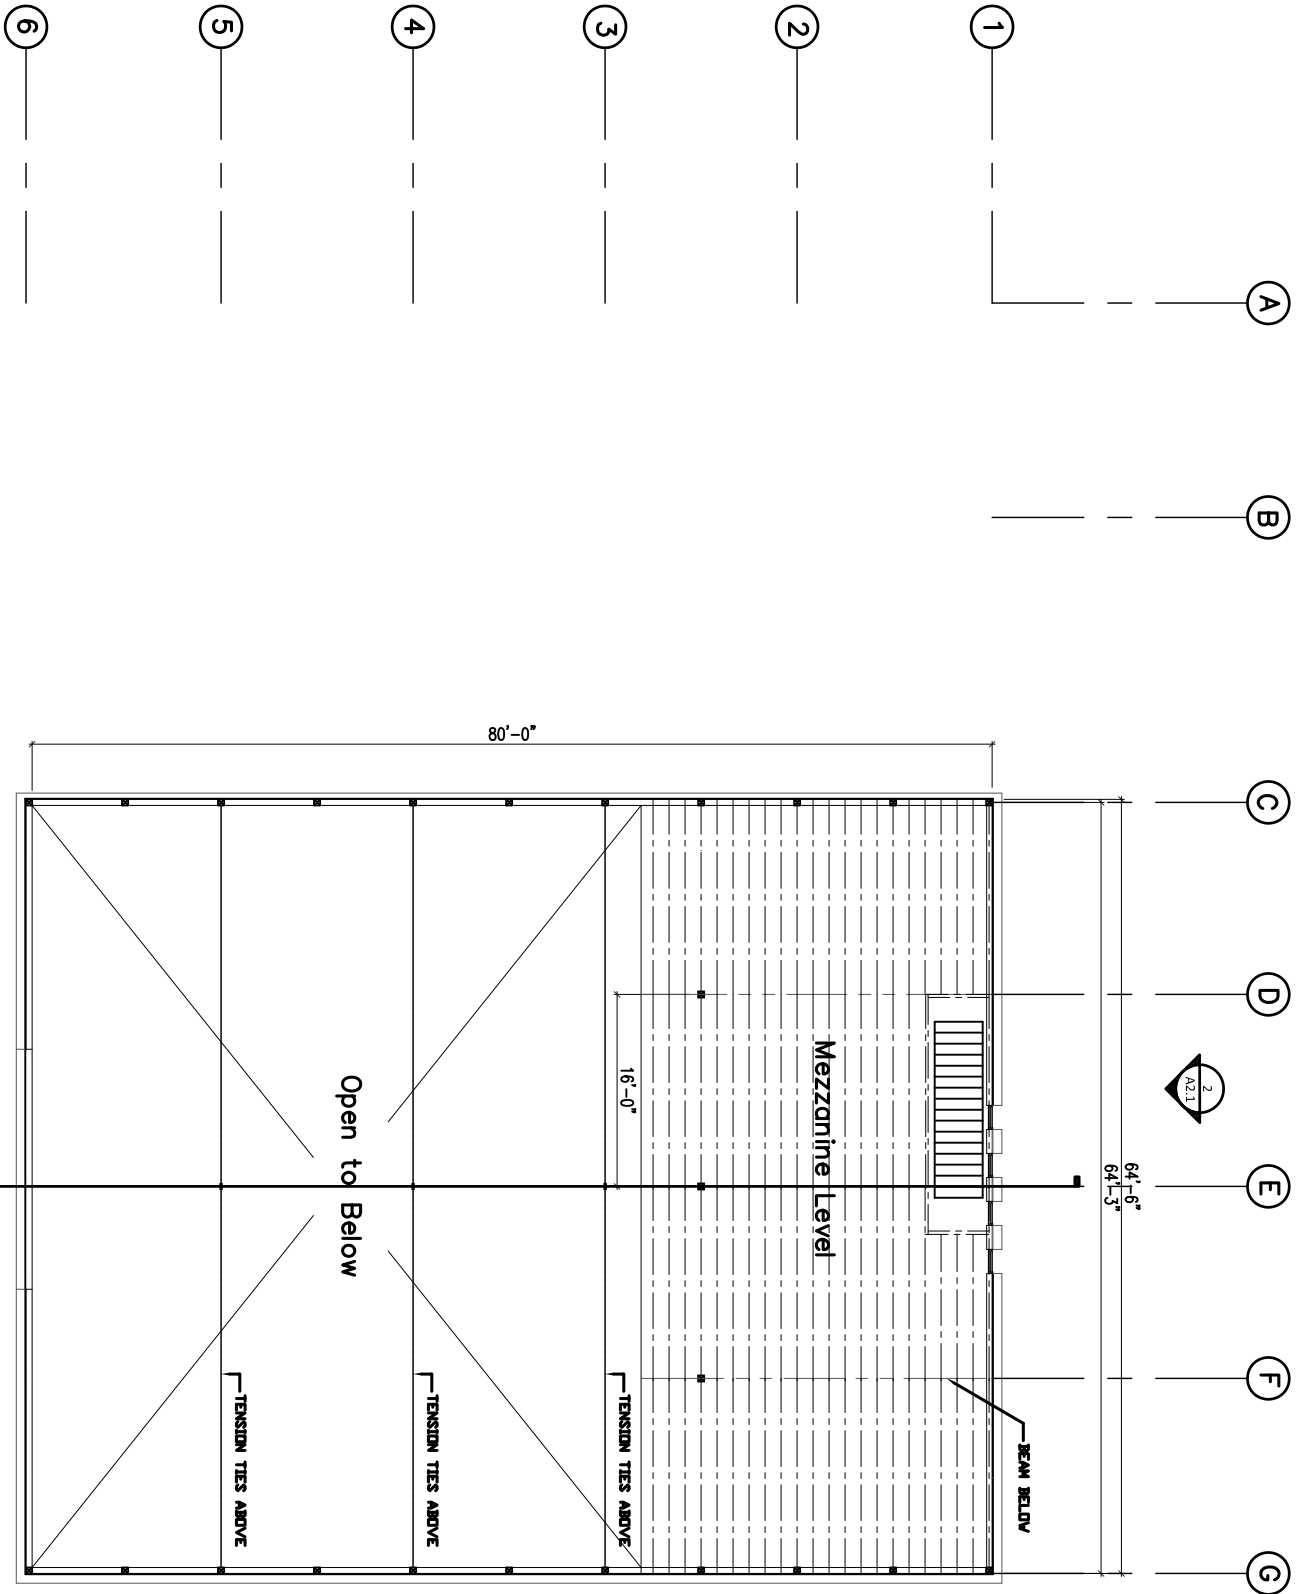 6
5
4
3
2
1
A
B
C
D
E
F
G
2
A2.1
64'-6"
64'-3"
80'-0"
16'-0"
Mezzanine Level
Open to Below
BEAM BELOW
TENSION TIES ABOVE
TENSION TIES ABOVE
TENSION TIES ABOVE